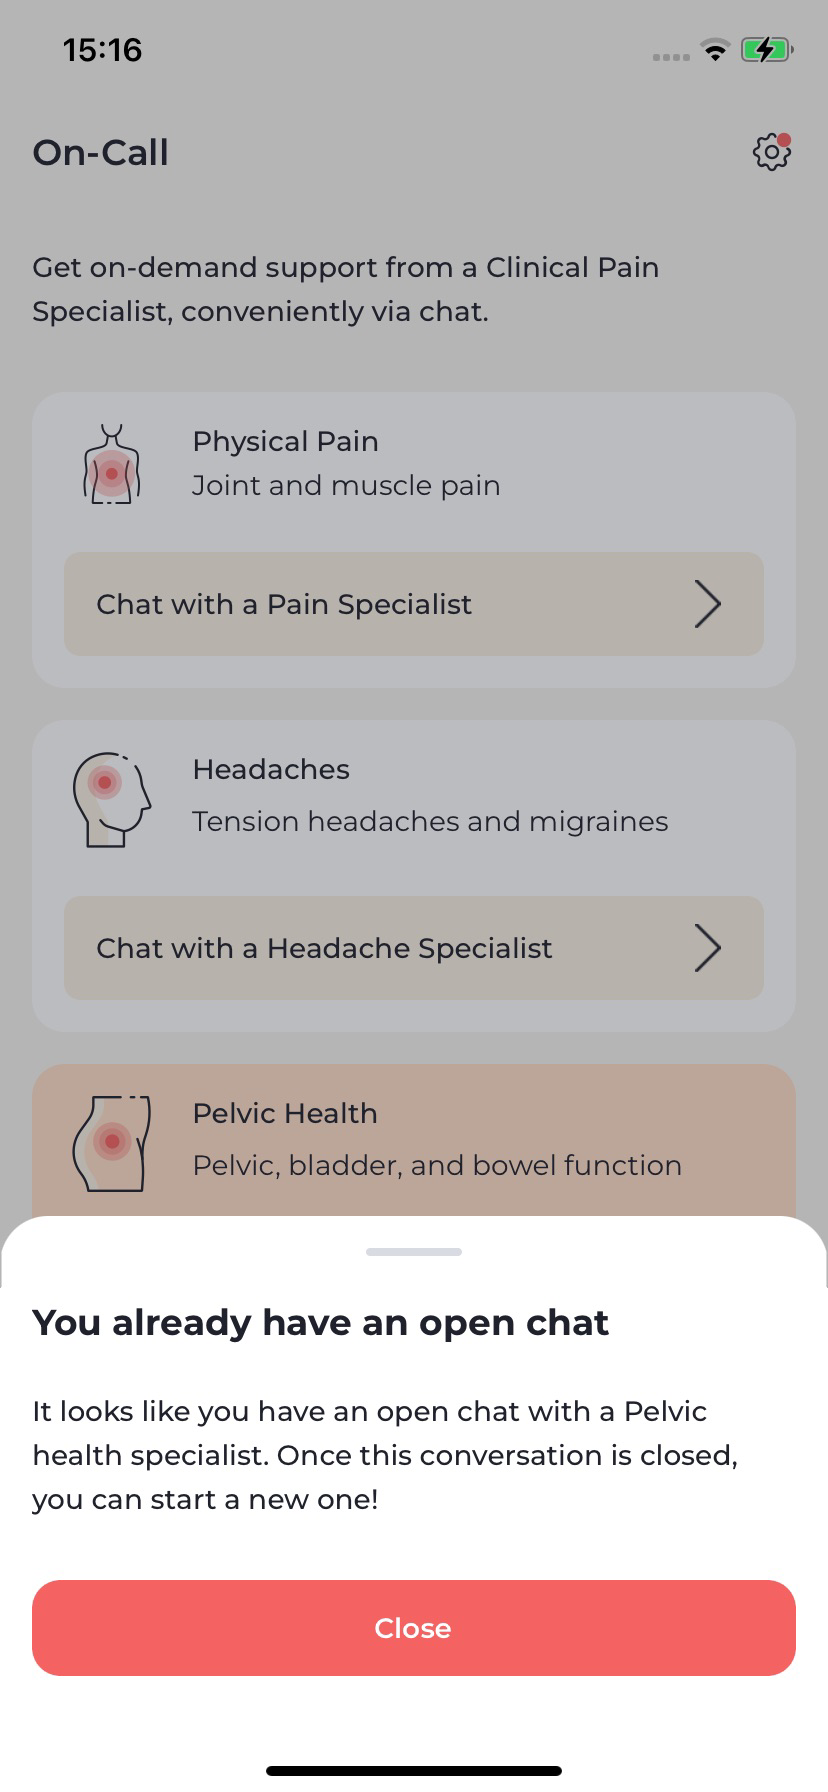 15:16
On-Call
Get on-demand support from a Clinical Pain
Specialist, conveniently via chat.
Physical Pain
Joint and muscle pain
Chat with a Pain Specialist
Headaches
Tension headaches and migraines
Chat with a Headache Specialist
Pelvic Health
Pelvic, bladder, and bowel function
You already have an open chat
It looks like you have an open chat with a Pelvic
health specialist. Once this conversation is closed,
you can start a new one!
Close